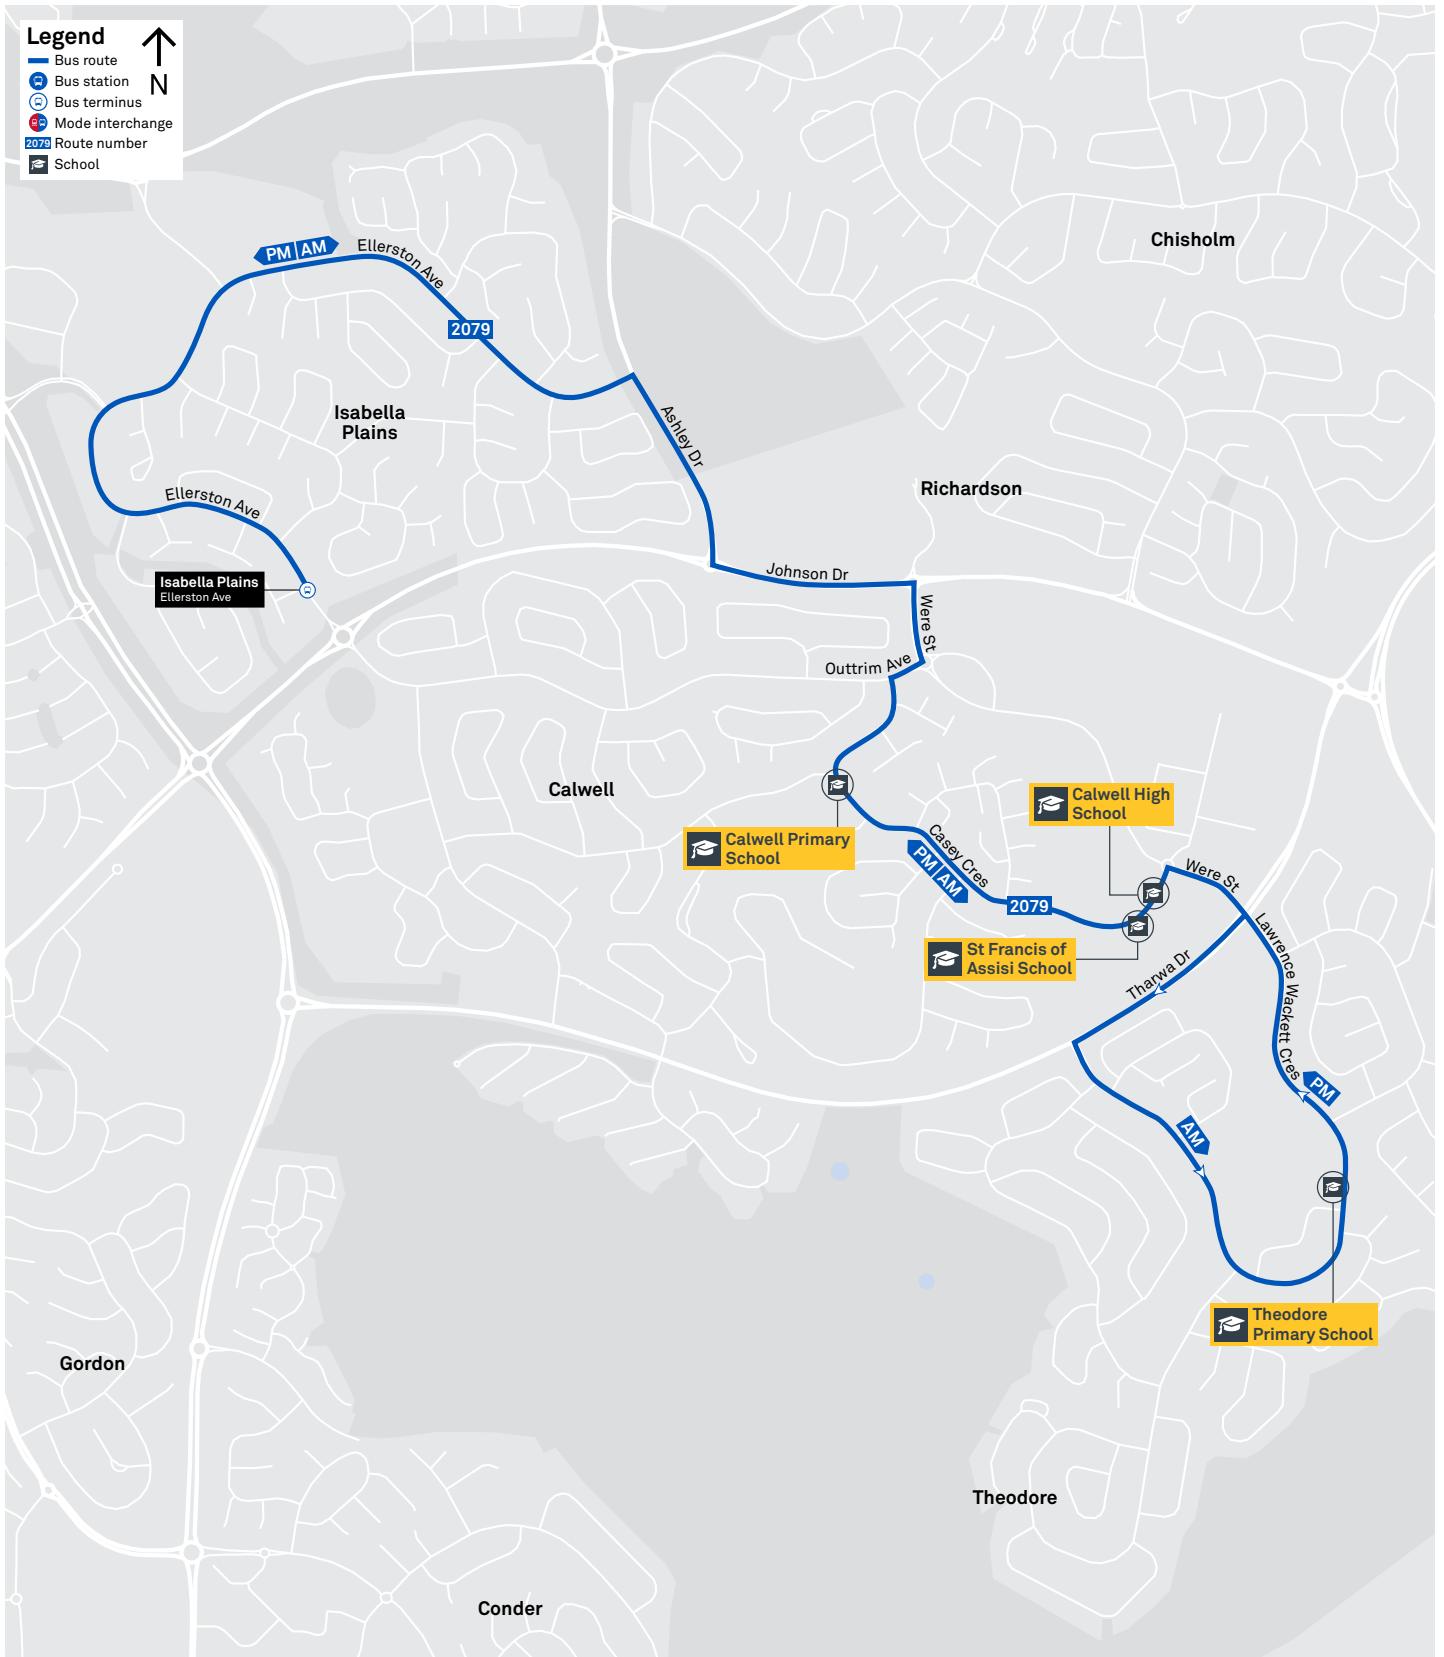 Legend
N
Bus route
Bus station
Bus terminus
Mode interchange
2079 Route number
School
Chisholm
PM AM
Ellerston Ave
2079
Isabella
Plains
Ashley Dr
Richardson
Ellerston Ave
Isabella Plains
Ellerston Ave
Johnson Dr
Were St
Outtrim Ave
Calwell
Calwell High
School
Calwell Primary
School
Casey Cres
PM AM
2079
Were St
St Francis of
Assisi School
Lawrence Wackett Cres
Tharwa Dr
PM
AM
Theodore
Primary School
Gordon
Theodore
Conder